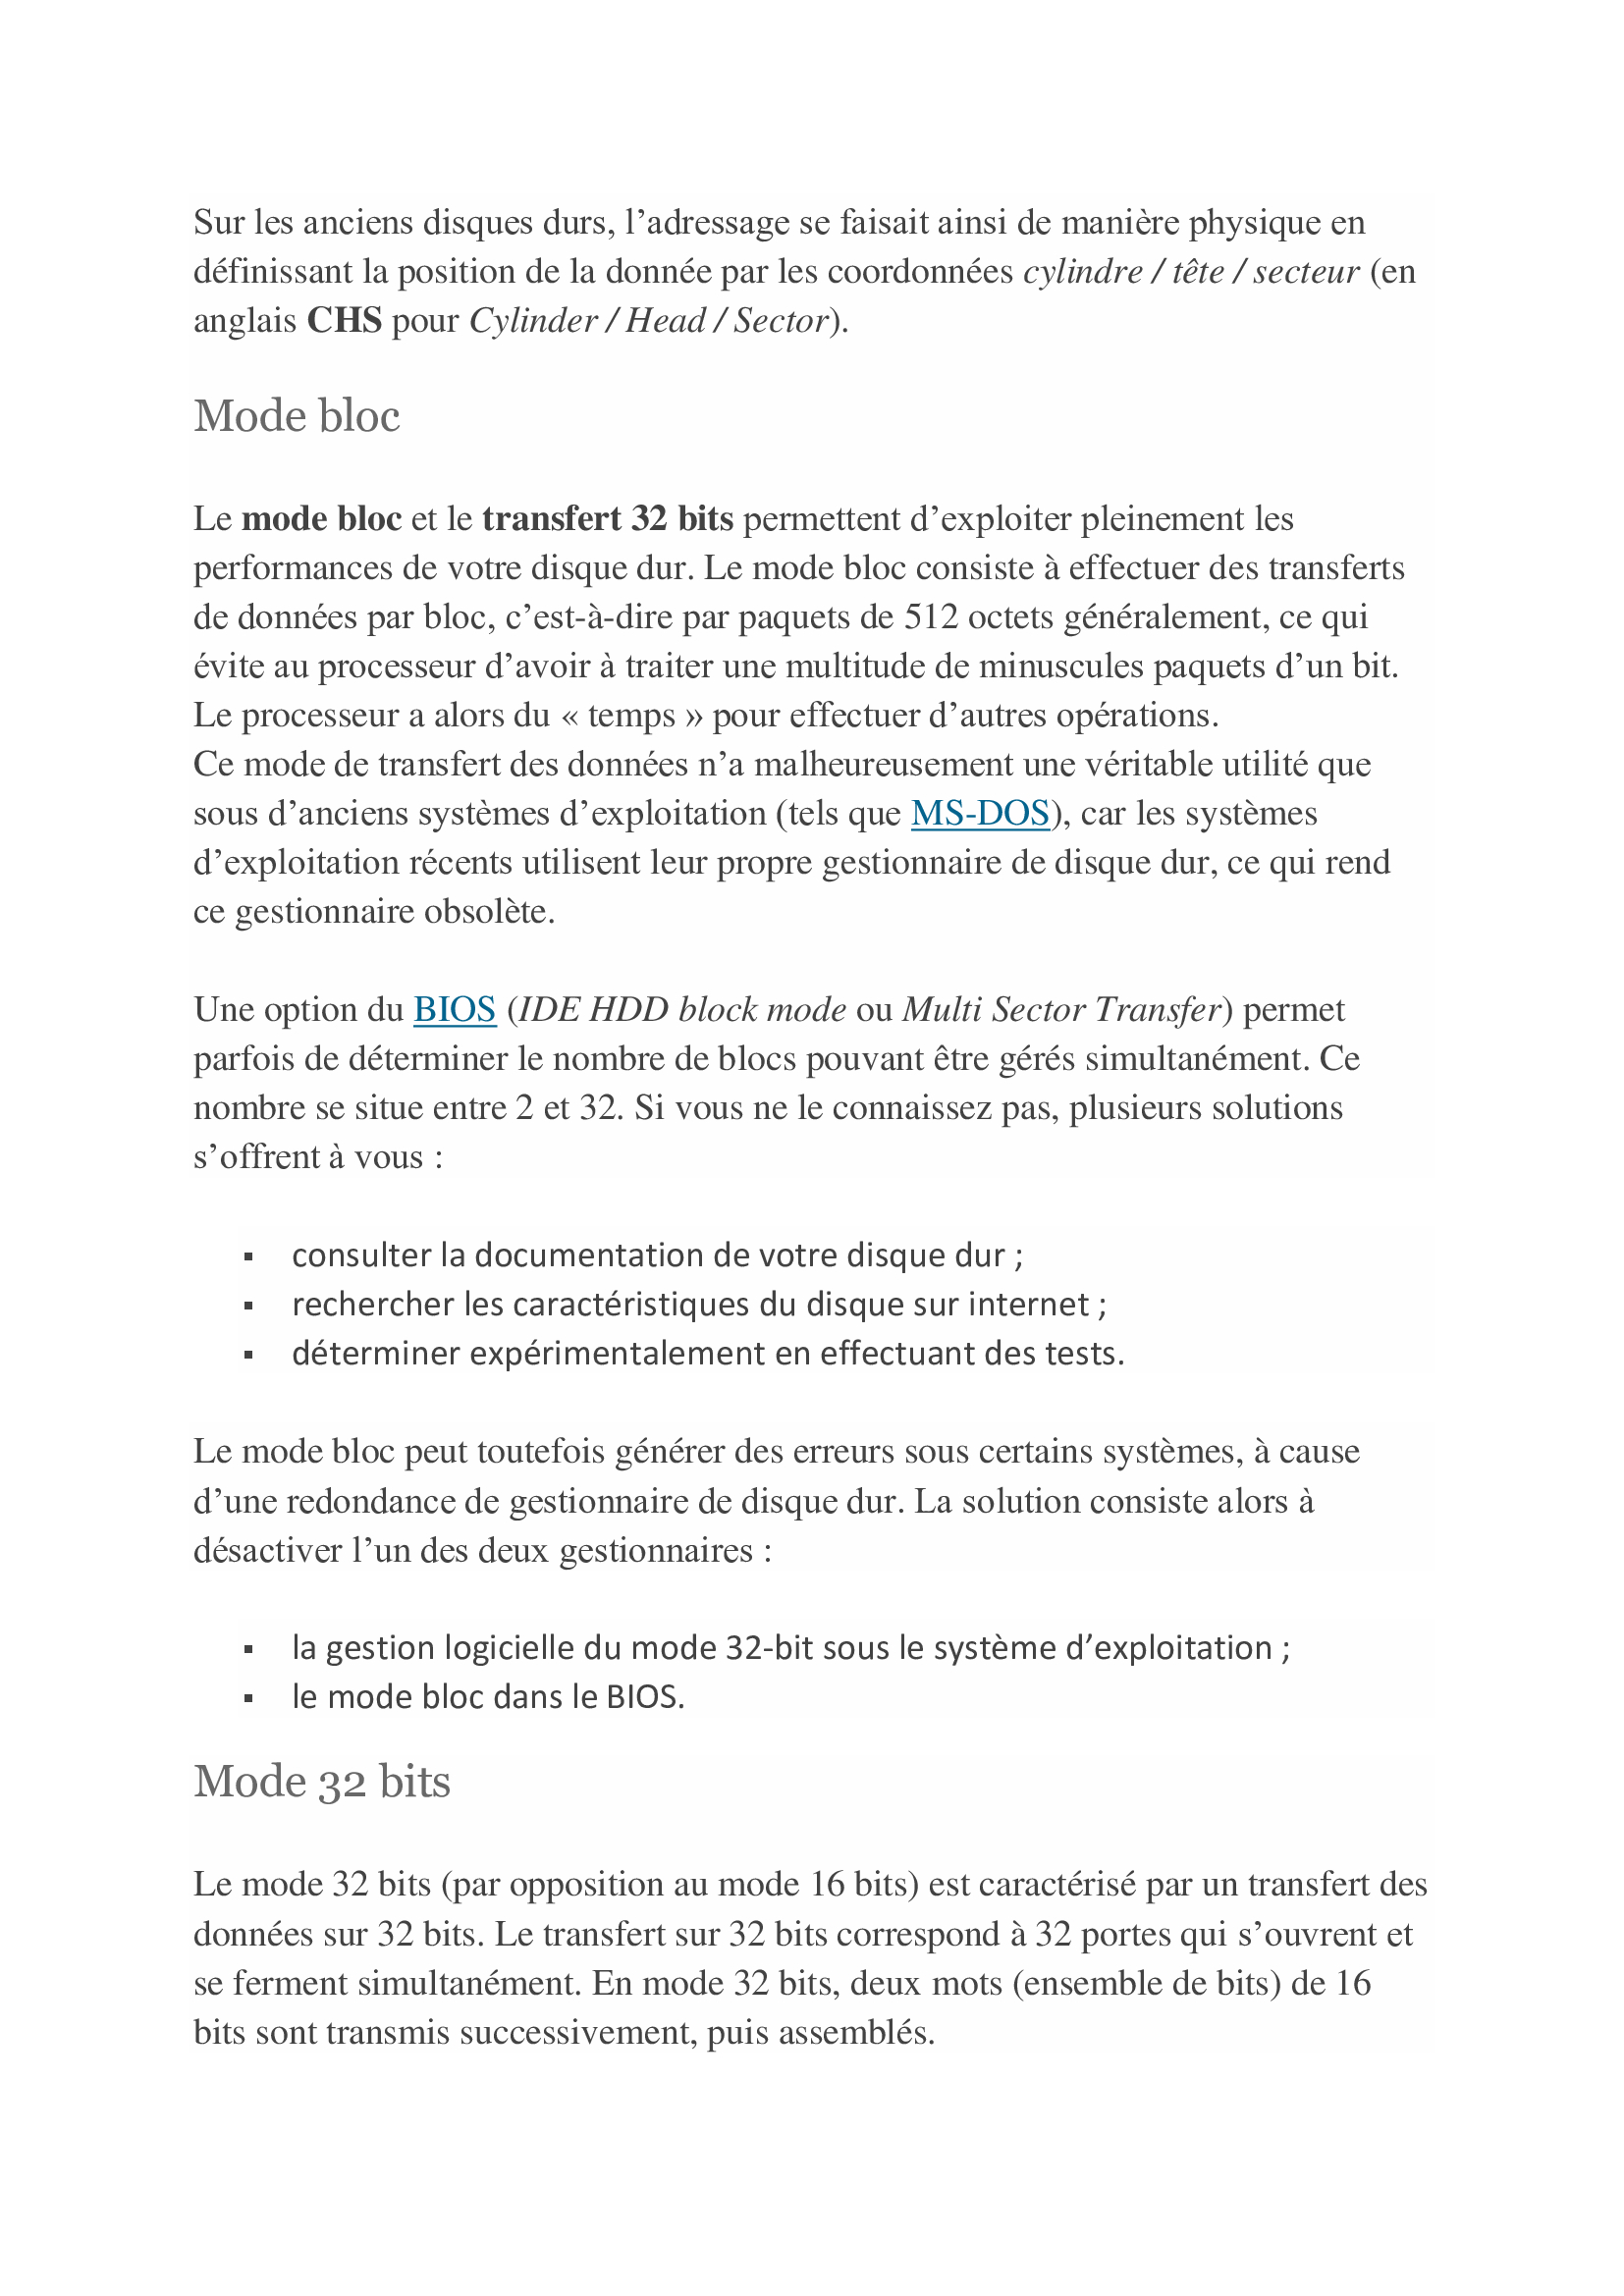 Sur les anciens disques durs, l’adressage se faisait ainsi de manière physique en
définissant la position de la donnée par les coordonnées cylindre / tête / secteur (en
anglais CHS pour Cylinder / Head / Sector).
Mode bloc
Le mode bloc et le transfert 32 bits permettent d’exploiter pleinement les
performances de votre disque dur. Le mode bloc consiste à effectuer des transferts
de données par bloc, c’est-à-dire par paquets de 512 octets généralement, ce qui
évite au processeur d’avoir à traiter une multitude de minuscules paquets d’un bit.
Le processeur a alors du « temps » pour effectuer d’autres opérations.
Ce mode de transfert des données n’a malheureusement une véritable utilité que
sous d’anciens systèmes d’exploitation (tels que MS-DOS), car les systèmes
d’exploitation récents utilisent leur propre gestionnaire de disque dur, ce qui rend
ce gestionnaire obsolète.
Une option du BIOS (IDE HDD block mode ou Multi Sector Transfer) permet
parfois de déterminer le nombre de blocs pouvant être gérés simultanément. Ce
nombre se situe entre 2 et 32. Si vous ne le connaissez pas, plusieurs solutions
s’offrent à vous :
▪ consulter la documentation de votre disque dur ;
▪ rechercher les caractéristiques du disque sur internet ;
▪ déterminer expérimentalement en effectuant des tests.
Le mode bloc peut toutefois générer des erreurs sous certains systèmes, à cause
d’une redondance de gestionnaire de disque dur. La solution consiste alors à
désactiver l’un des deux gestionnaires :
▪ la gestion logicielle du mode 32-bit sous le système d’exploitation ;
▪ le mode bloc dans le BIOS.
Mode 32 bits
Le mode 32 bits (par opposition au mode 16 bits) est caractérisé par un transfert des
données sur 32 bits. Le transfert sur 32 bits correspond à 32 portes qui s’ouvrent et
se ferment simultanément. En mode 32 bits, deux mots (ensemble de bits) de 16
bits sont transmis successivement, puis assemblés.